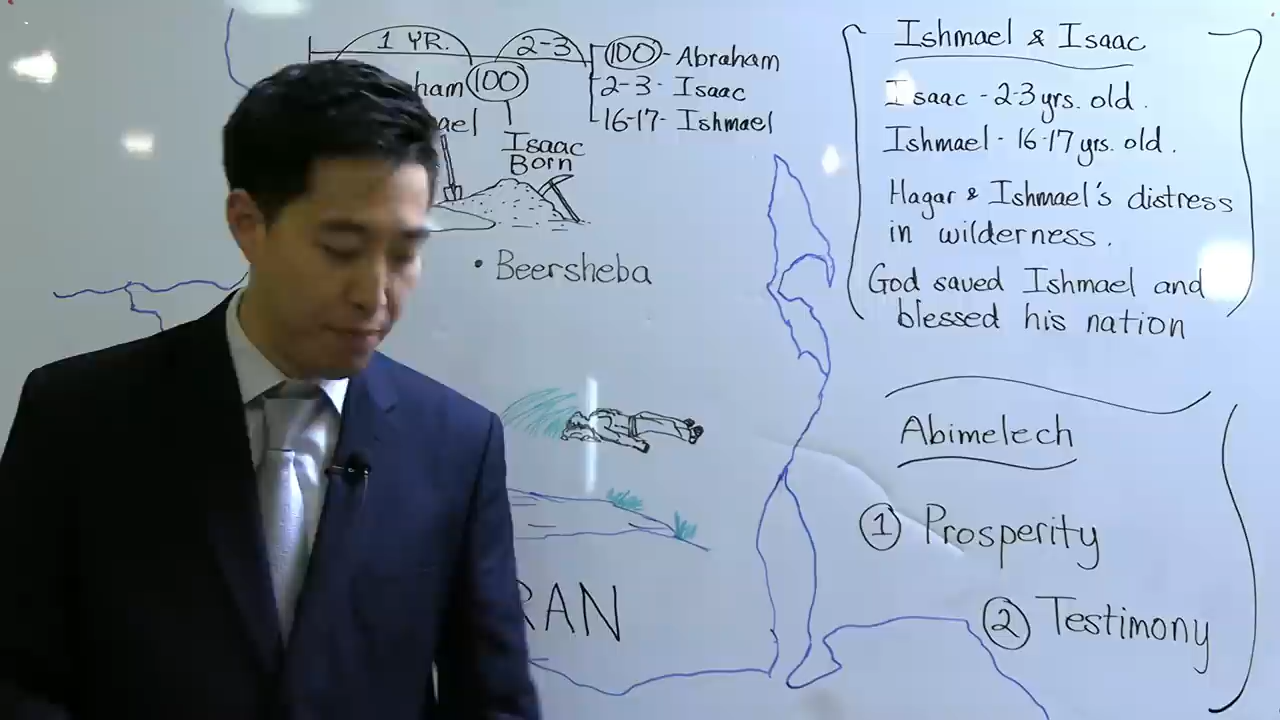 1 YR. 2-3
100 - Abraham
ham 100
2-3 - Isaac
ael
16-17 - Ishmael
Isaac
Born
• Beersheba
RAN
Ishmael & Isaac
Isaac - 2-3 yrs. old.
Ishmael - 16-17 yrs. old.
Hagar & Ishmael's distress
in wilderness.
God saved Ishmael and
blessed his nation
Abimelech
1 Prosperity
2 Testimony